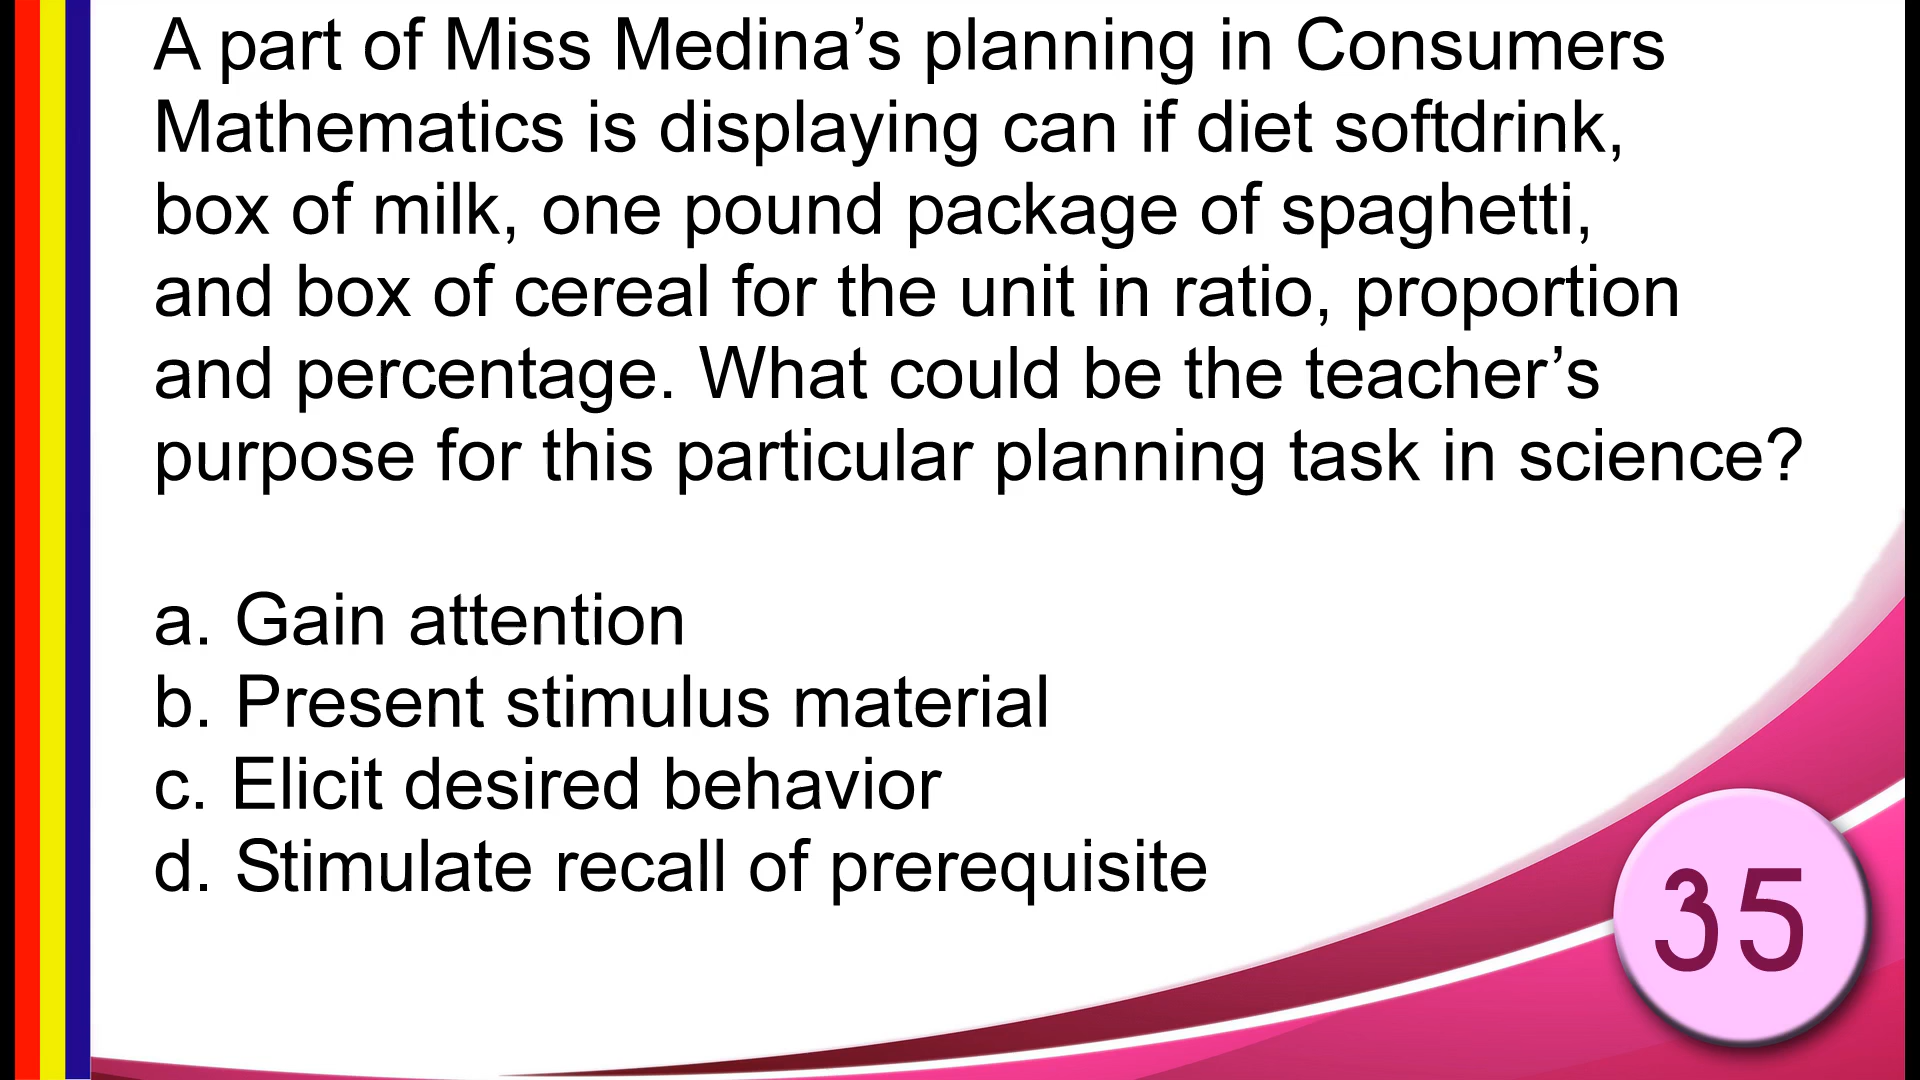 A part of Miss Medina’s planning in Consumers
Mathematics is displaying can if diet softdrink,
box of milk, one pound package of spaghetti,
and box of cereal for the unit in ratio, proportion
and percentage. What could be the teacher’s
purpose for this particular planning task in science?
a. Gain attention
b. Present stimulus material
c. Elicit desired behavior
d. Stimulate recall of prerequisite
35